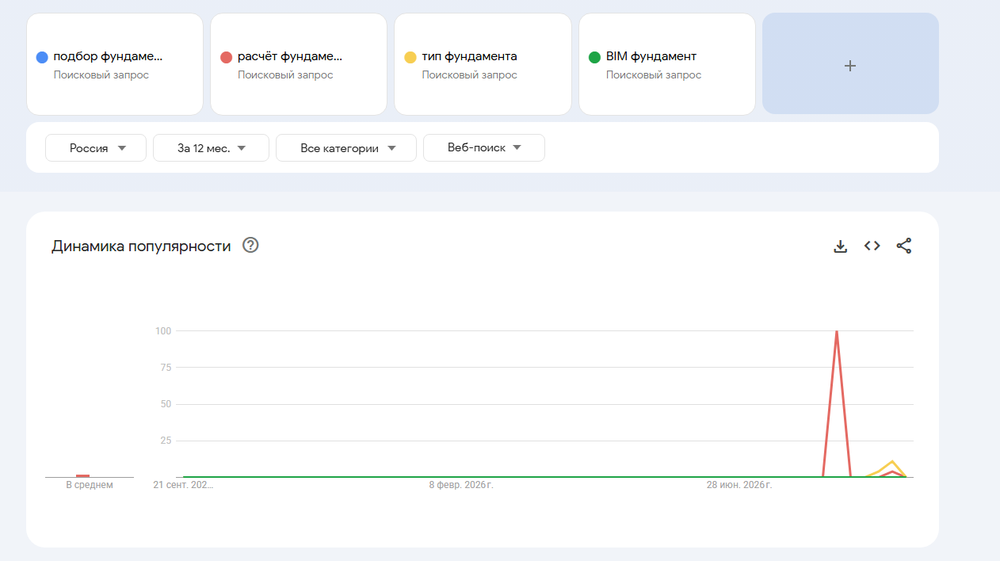 подбор фундаме...
Поисковый запрос
расчёт фундаме...
Поисковый запрос
тип фундамента
Поисковый запрос
BIM фундамент
Поисковый запрос
+
Россия
За 12 мес.
Все категории
Веб-поиск
Динамика популярности
?
100
75
50
25
В среднем
21 сент. 202...
8 февр. 2026 г.
28 июн. 2026 г.